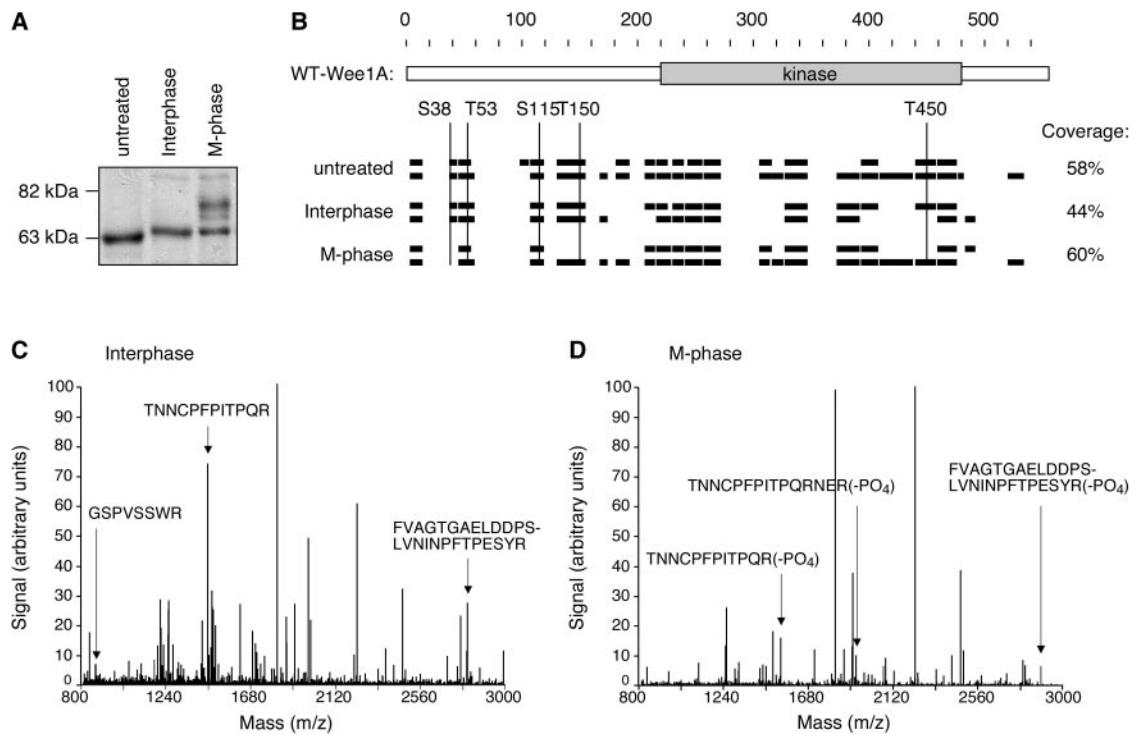 A
untreated
Interphase
M-phase
82 kDa
63 kDa
B
0 100 220 300 400 500
WT-Wee1A:
kinase
S38 T53 S115 T150 T450
Coverage:
untreated 58%
Interphase 44%
M-phase 60%
C Interphase
Signal (arbitrary units)
100
90
80
70
60
50
40
30
20
10
0
TNNCPFPITPQR
GSPVSSWR
FVAGTGAELDDPS-
LVNINPFTPESYR
800 1240 1680 2120 2560 3000
Mass (m/z)
D M-phase
Signal (arbitrary units)
100
90
80
70
60
50
40
30
20
10
0
FVAGTGAELDDPS-
LVNINPFTPESYR(-PO4)
TNNCPFPITPQRNER(-PO4)
TNNCPFPITPQR(-PO4)
800 1240 1680 2120 2560 3000
Mass (m/z)